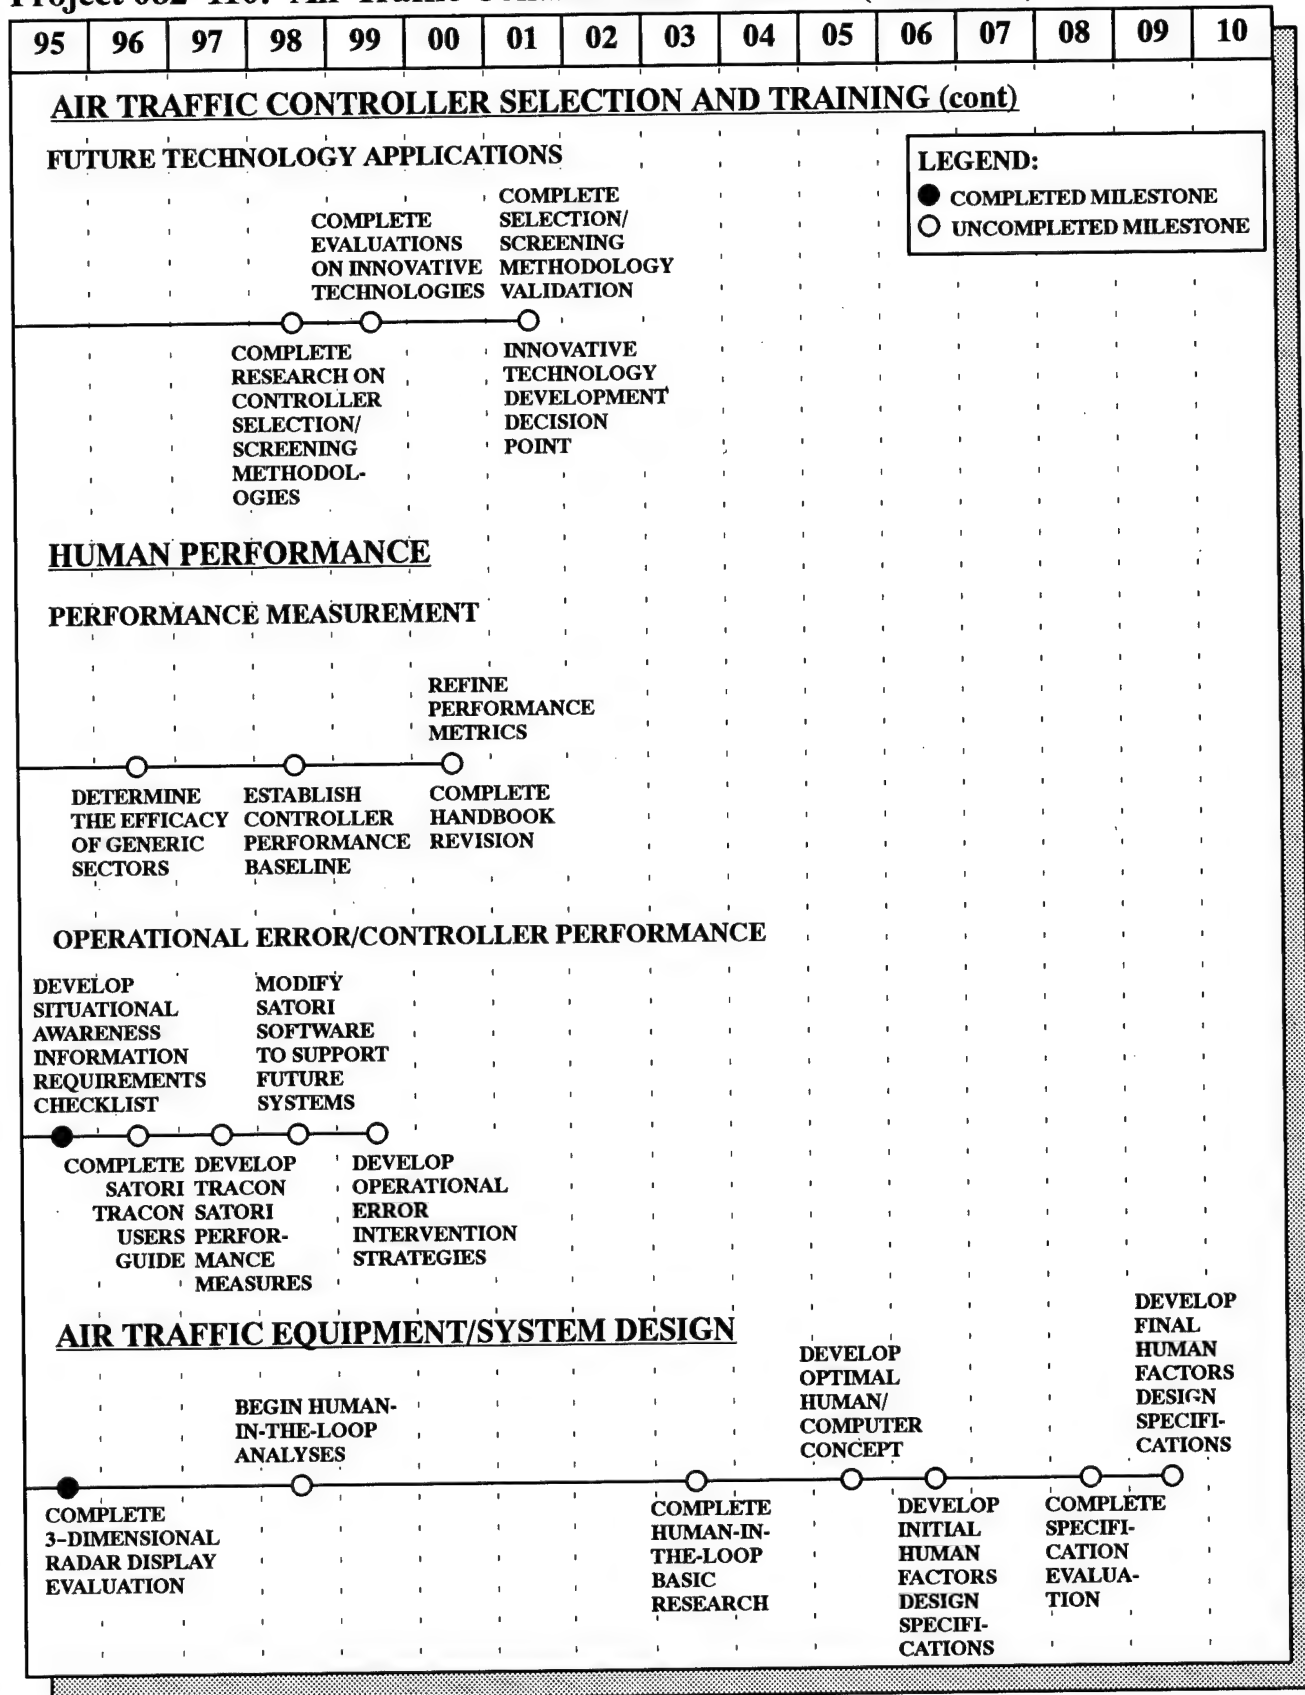 95 96 97 98 99 00 01 02 03 04 05 06 07 08 09 10
AIR TRAFFIC CONTROLLER SELECTION AND TRAINING (cont)
FUTURE TECHNOLOGY APPLICATIONS
LEGEND:
COMPLETED MILESTONE
UNCOMPLETED MILESTONE
COMPLETE
EVALUATIONS
ON INNOVATIVE
TECHNOLOGIES
COMPLETE
SELECTION/
SCREENING
METHODOLOGY
VALIDATION
COMPLETE
RESEARCH ON
CONTROLLER
SELECTION/
SCREENING
METHODOL-
OGIES
INNOVATIVE
TECHNOLOGY
DEVELOPMENT
DECISION
POINT
HUMAN PERFORMANCE
PERFORMANCE MEASUREMENT
REFINE
PERFORMANCE
METRICS
DETERMINE
THE EFFICACY
OF GENERIC
SECTORS
ESTABLISH
CONTROLLER
PERFORMANCE
BASELINE
COMPLETE
HANDBOOK
REVISION
OPERATIONAL ERROR/CONTROLLER PERFORMANCE
DEVELOP
SITUATIONAL
AWARENESS
INFORMATION
REQUIREMENTS
CHECKLIST
MODIFY
SATORI
SOFTWARE
TO SUPPORT
FUTURE
SYSTEMS
COMPLETE
SATORI
TRACON
USERS
GUIDE
DEVELOP
TRACON
SATORI
PERFOR-
MANCE
MEASURES
DEVELOP
OPERATIONAL
ERROR
INTERVENTION
STRATEGIES
AIR TRAFFIC EQUIPMENT/SYSTEM DESIGN
BEGIN HUMAN-
IN-THE-LOOP
ANALYSES
DEVELOP
OPTIMAL
HUMAN/
COMPUTER
CONCEPT
DEVELOP
FINAL
HUMAN
FACTORS
DESIGN
SPECIFI-
CATIONS
COMPLETE
3-DIMENSIONAL
RADAR DISPLAY
EVALUATION
COMPLETE
HUMAN-IN-
THE-LOOP
BASIC
RESEARCH
DEVELOP
INITIAL
HUMAN
FACTORS
DESIGN
SPECIFI-
CATIONS
COMPLETE
SPECIFI-
CATION
EVALUA-
TION